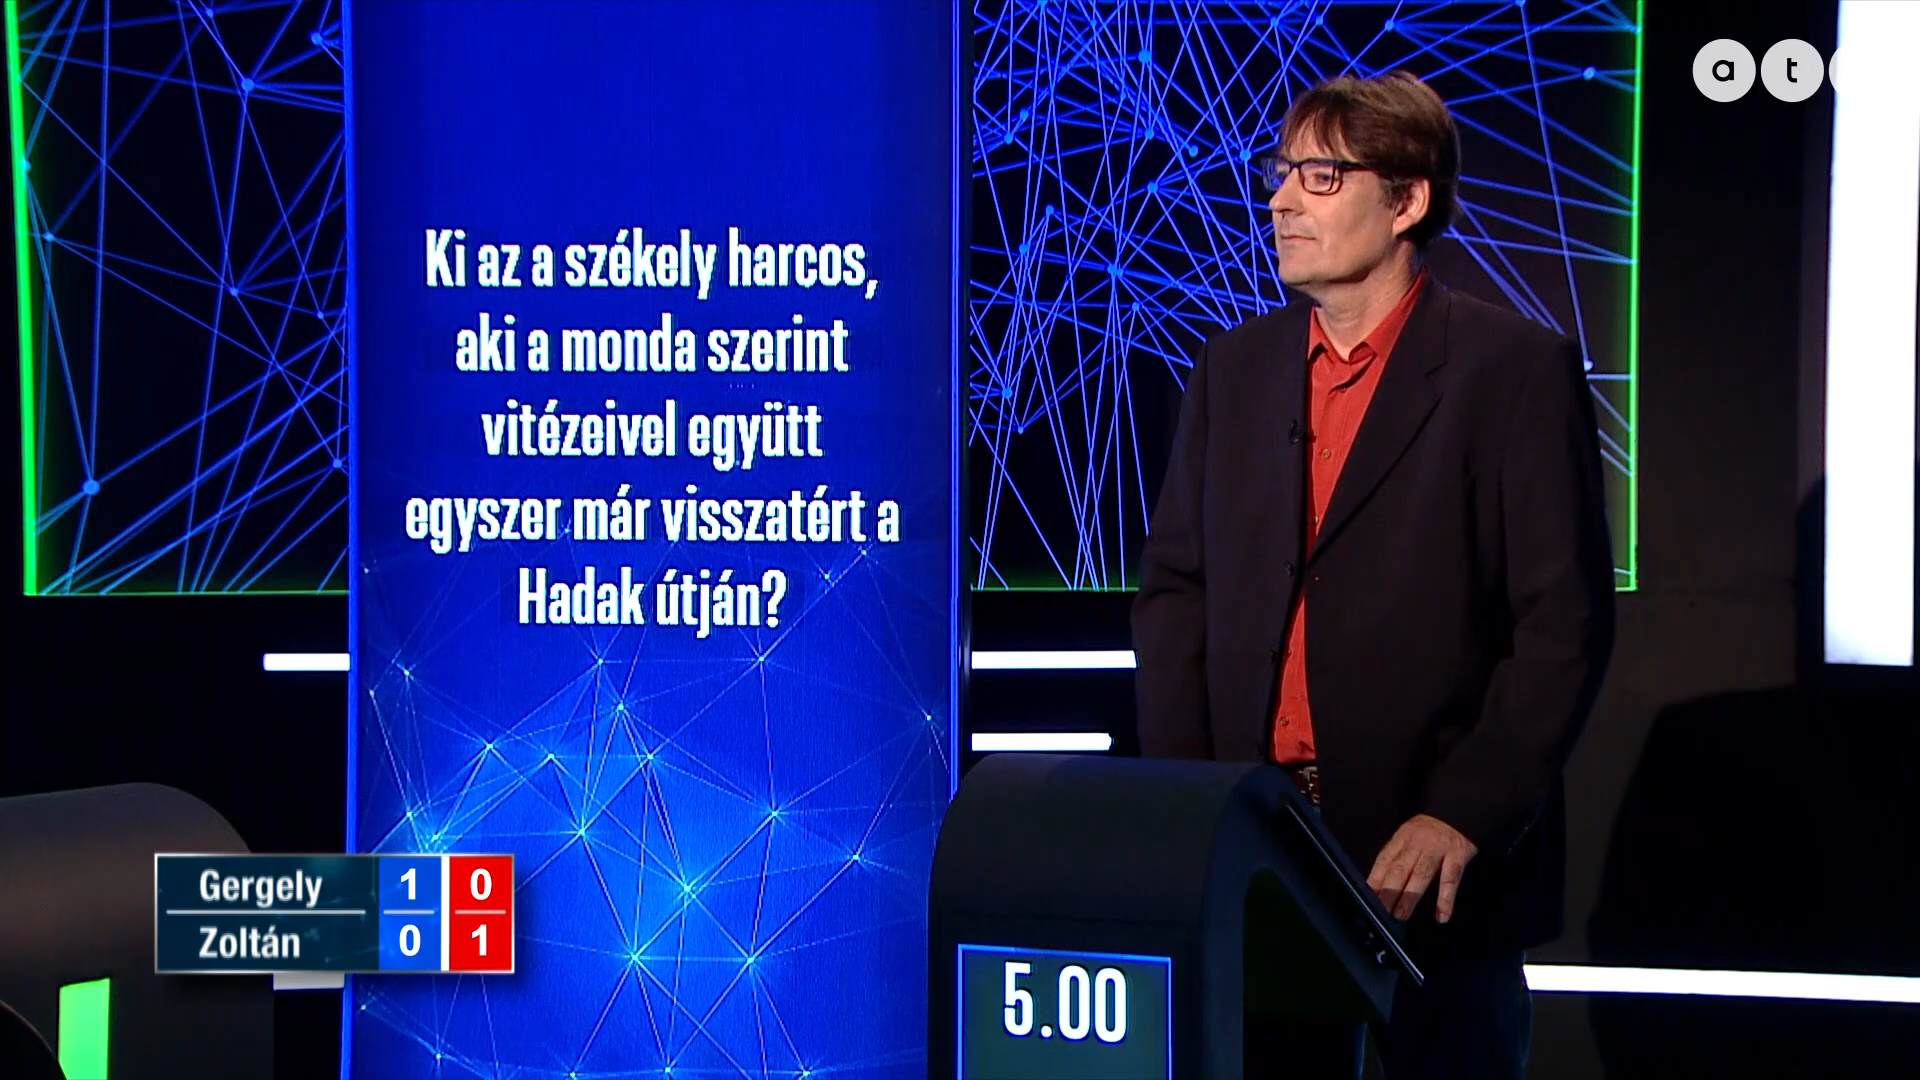 a t
Ki az a székely harcos,
aki a monda szerint
vitézeivel együtt
egyszer már visszatért a
Hadak útján?
Gergely 1 0
Zoltán 0 1
5.00